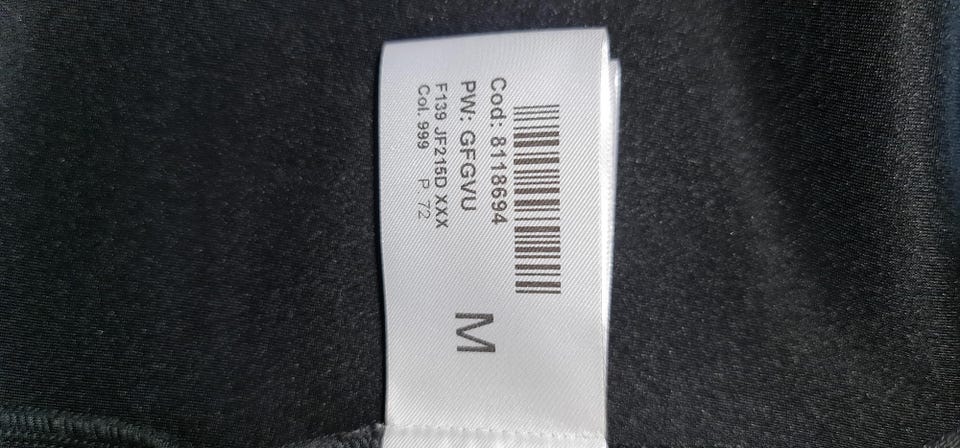 Cod: 8118694
PW: GFGVU
F139 JF215D XXX
Col. 999 P. 72
M